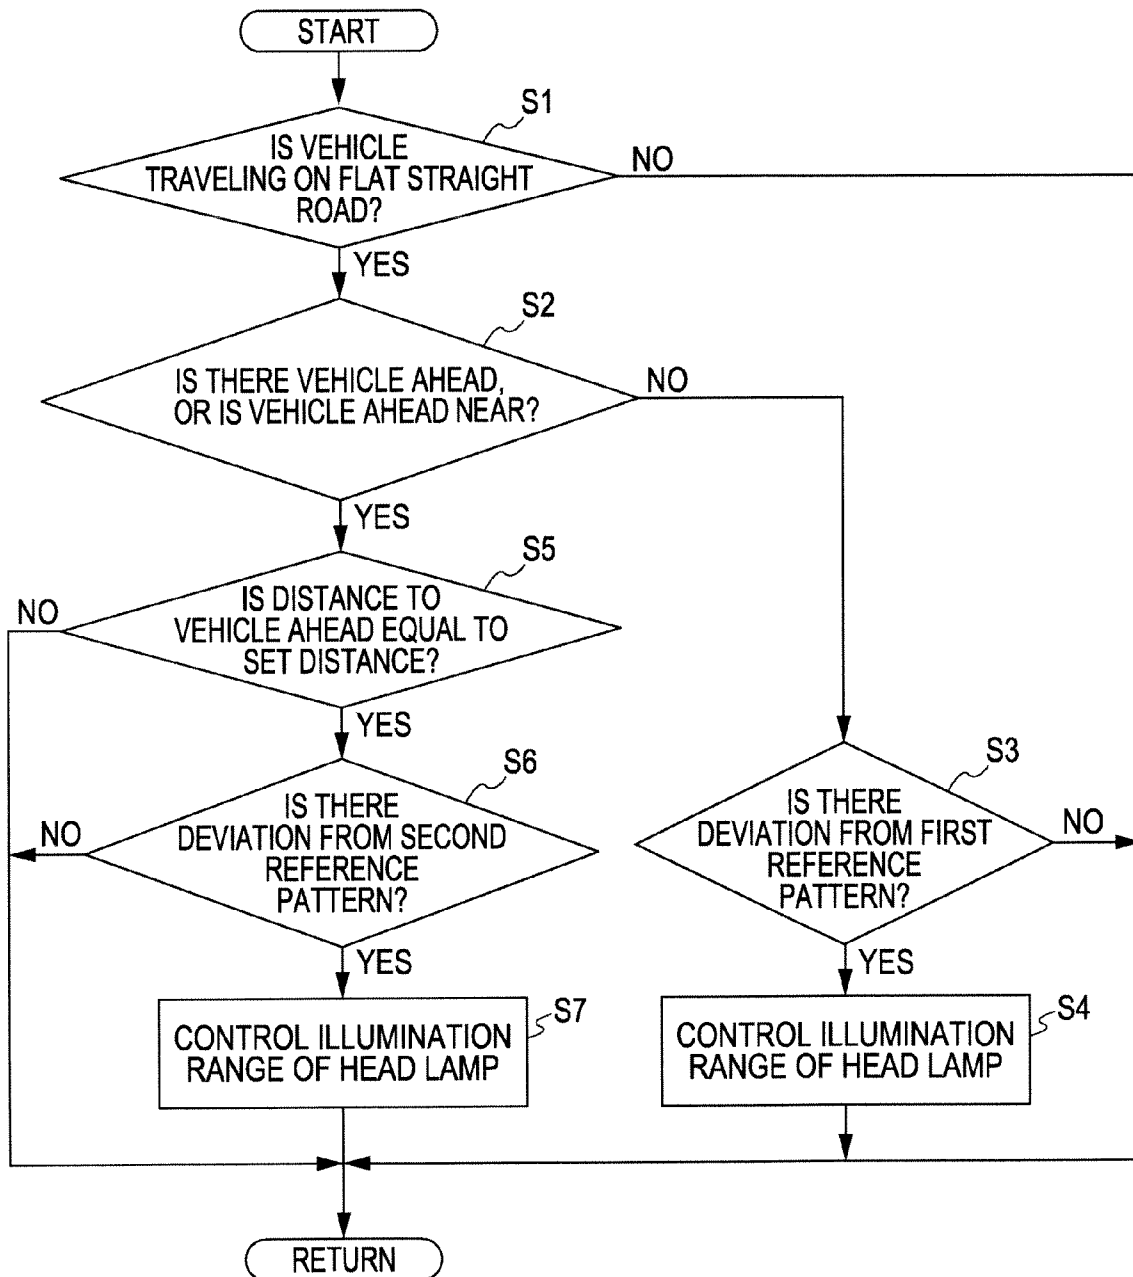 START
S1
IS VEHICLE
TRAVELING ON FLAT STRAIGHT
ROAD?
NO
YES
S2
IS THERE VEHICLE AHEAD,
OR IS VEHICLE AHEAD NEAR?
NO
YES
S5
IS DISTANCE TO
VEHICLE AHEAD EQUAL TO
SET DISTANCE?
NO
YES
S6
IS THERE
DEVIATION FROM SECOND
REFERENCE
PATTERN?
NO
YES
S3
IS THERE
DEVIATION FROM FIRST
REFERENCE
PATTERN?
NO
YES
S7
CONTROL ILLUMINATION
RANGE OF HEAD LAMP
S4
CONTROL ILLUMINATION
RANGE OF HEAD LAMP
RETURN